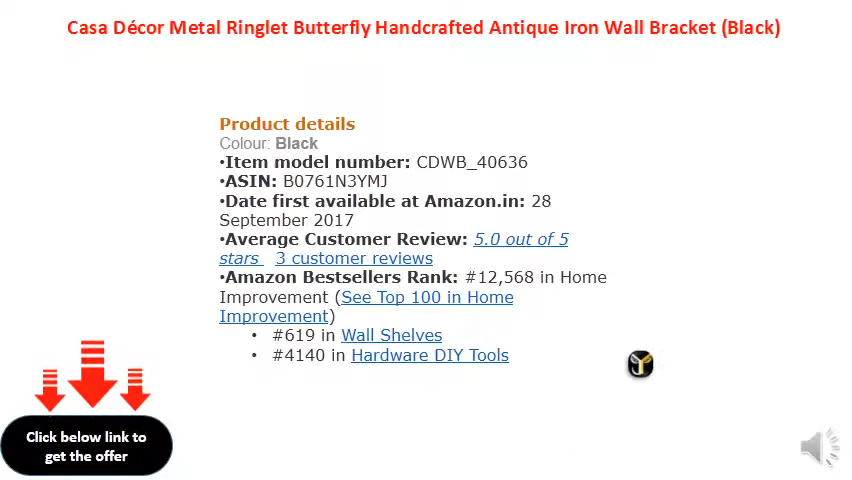 Casa Décor Metal Ringlet Butterfly Handcrafted Antique Iron Wall Bracket (Black)
Product details
Colour: Black
•Item model number: CDWB_40636
•ASIN: B0761N3YMJ
•Date first available at Amazon.in: 28
September 2017
•Average Customer Review: 5.0 out of 5
stars 3 customer reviews
•Amazon Bestsellers Rank: #12,568 in Home
Improvement (See Top 100 in Home
Improvement)
• #619 in Wall Shelves
• #4140 in Hardware DIY Tools
Click below link to
get the offer